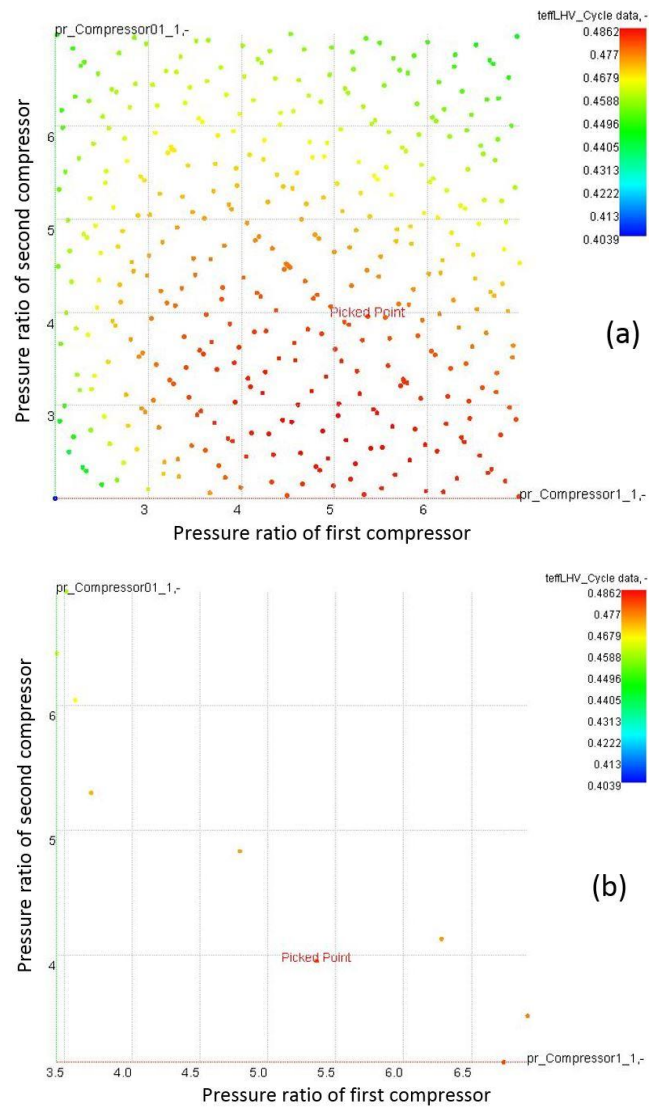 pr_Compressor01_1,-
teffLHV_Cycle data, -
0.4862
0.477
0.4679
0.4588
0.4496
0.4405
0.4313
0.4222
0.413
0.4039
Pressure ratio of second compressor
6
5
4
3
Picked Point
(a)
pr_Compressor1_1,-
3
4
5
6
Pressure ratio of first compressor
pr_Compressor01_1,-
teffLHV_Cycle data, -
0.4862
0.477
0.4679
0.4588
0.4496
0.4405
0.4313
0.4222
0.413
0.4039
Pressure ratio of second compressor
6
5
4
Picked Point
(b)
pr_Compressor1_1,-
3.5
4.0
4.5
5.0
5.5
6.0
6.5
Pressure ratio of first compressor